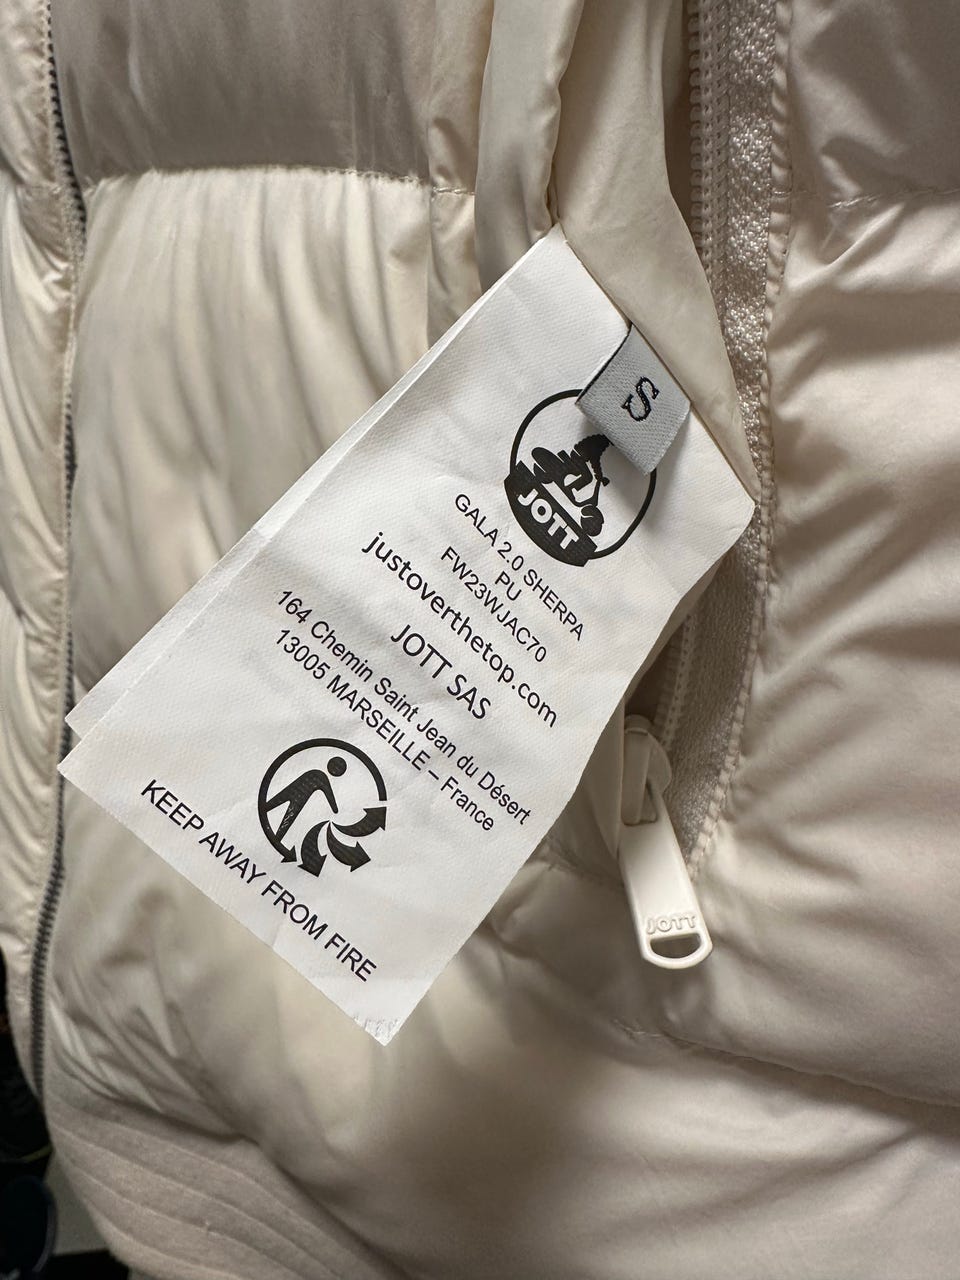 S
JOTT
GALA 2.0 SHERPA
PU
FW23WJAC70
justoverthetop.com
JOTT SAS
164 Chemin Saint Jean du Désert
13005 MARSEILLE – France
KEEP AWAY FROM FIRE
JOTT